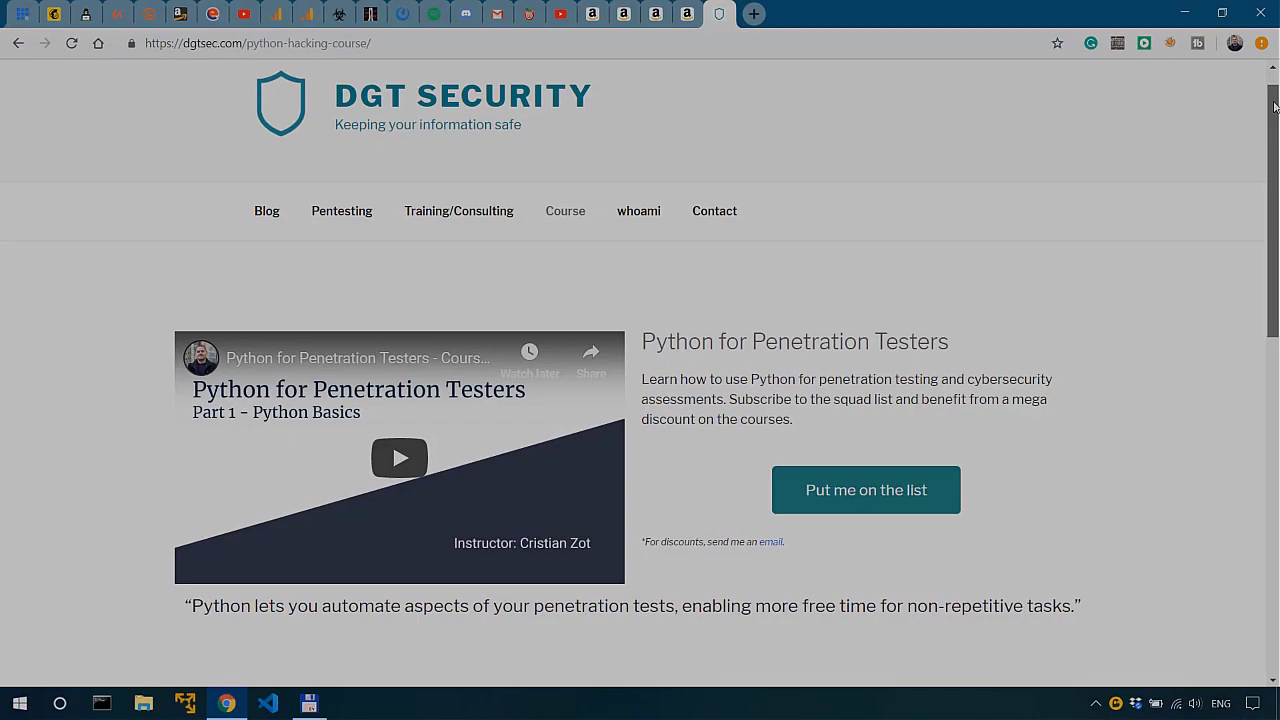 https://dgtsec.com/python-hacking-course/
DGT SECURITY
Keeping your information safe
Blog Pentesting Training/Consulting Course whoami Contact
Python for Penetration Testers - Cours...
Watch later Share
Python for Penetration Testers
Part 1 - Python Basics
Instructor: Cristian Zot
Python for Penetration Testers
Learn how to use Python for penetration testing and cybersecurity
assessments. Subscribe to the squad list and benefit from a mega
discount on the courses.
Put me on the list
*For discounts, send me an email.
“Python lets you automate aspects of your penetration tests, enabling more free time for non-repetitive tasks.”
ENG